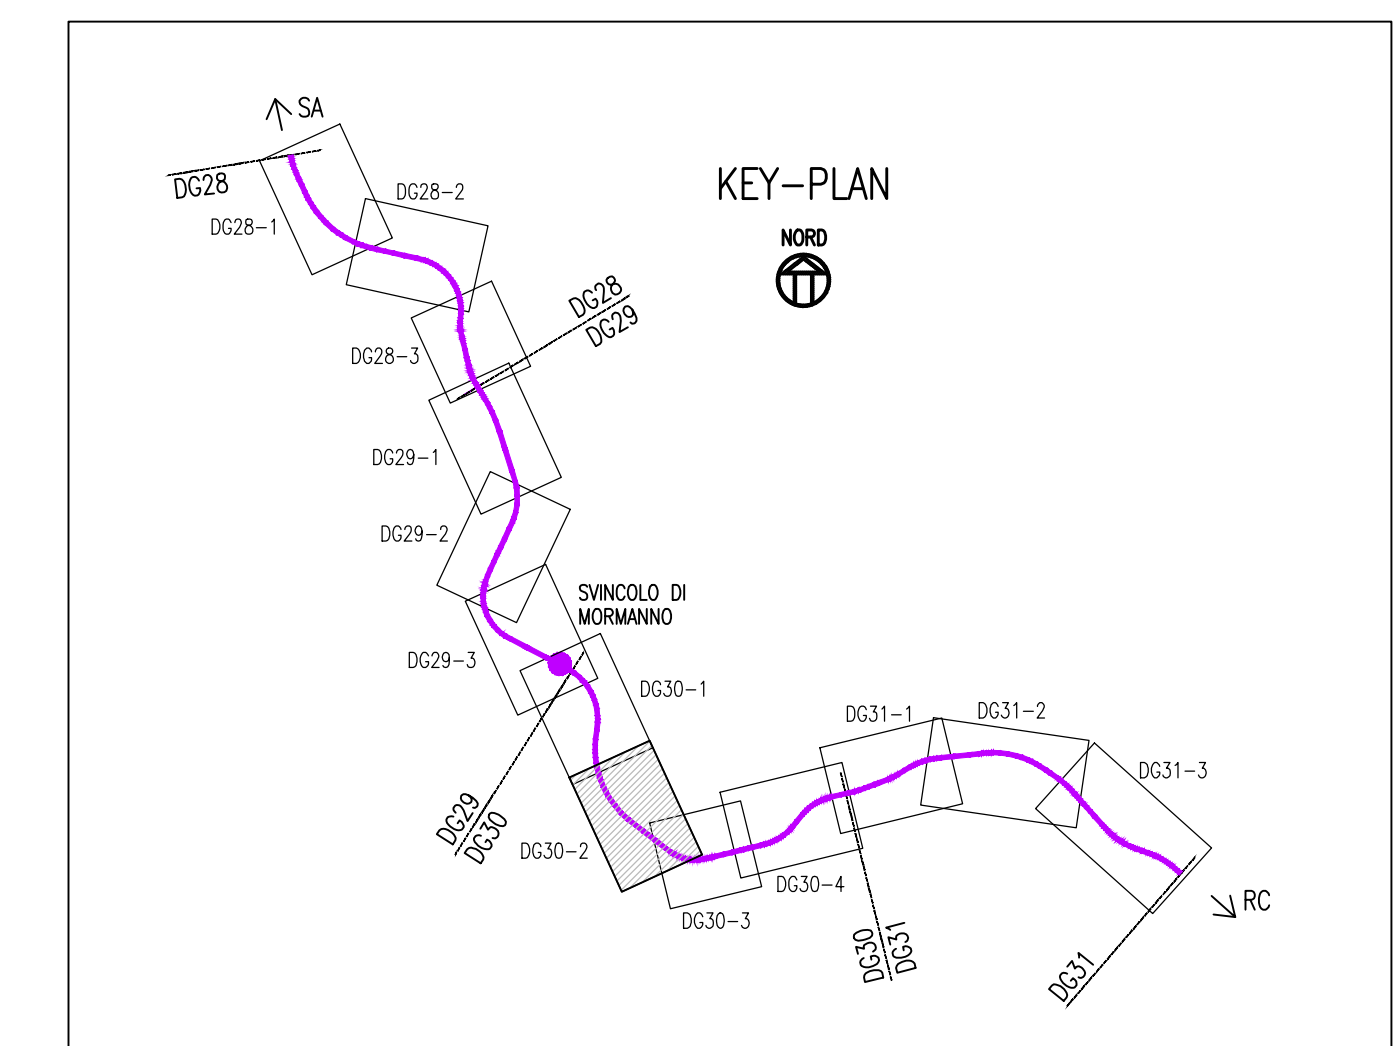 SA
DG28
DG28-1
DG28-2
KEY-PLAN
NORD
DG28
DG29
DG28-3
DG29-1
DG29-2
SVINCOLO DI
MORMANNO
DG29-3
DG30-1
DG29
DG30
DG30-2
DG30-3
DG30-4
DG31-1
DG31-2
DG31-3
DG30
DG31
DG31
RC